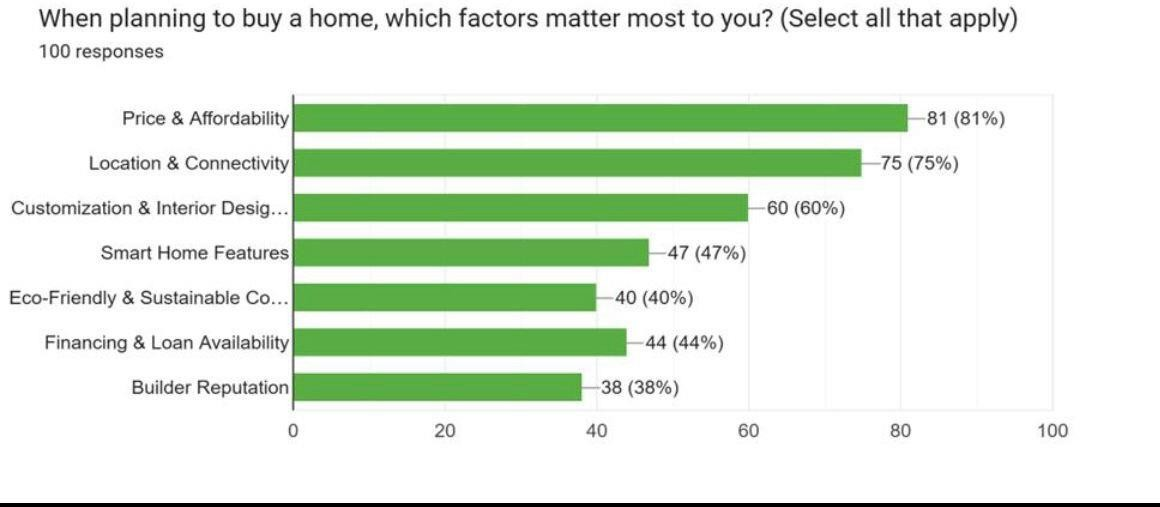 When planning to buy a home, which factors matter most to you? (Select all that apply)
100 responses
Price & Affordability 81 (81%)
Location & Connectivity 75 (75%)
Customization & Interior Desig... 60 (60%)
Smart Home Features 47 (47%)
Eco-Friendly & Sustainable Co... 40 (40%)
Financing & Loan Availability 44 (44%)
Builder Reputation 38 (38%)
0 20 40 60 80 100